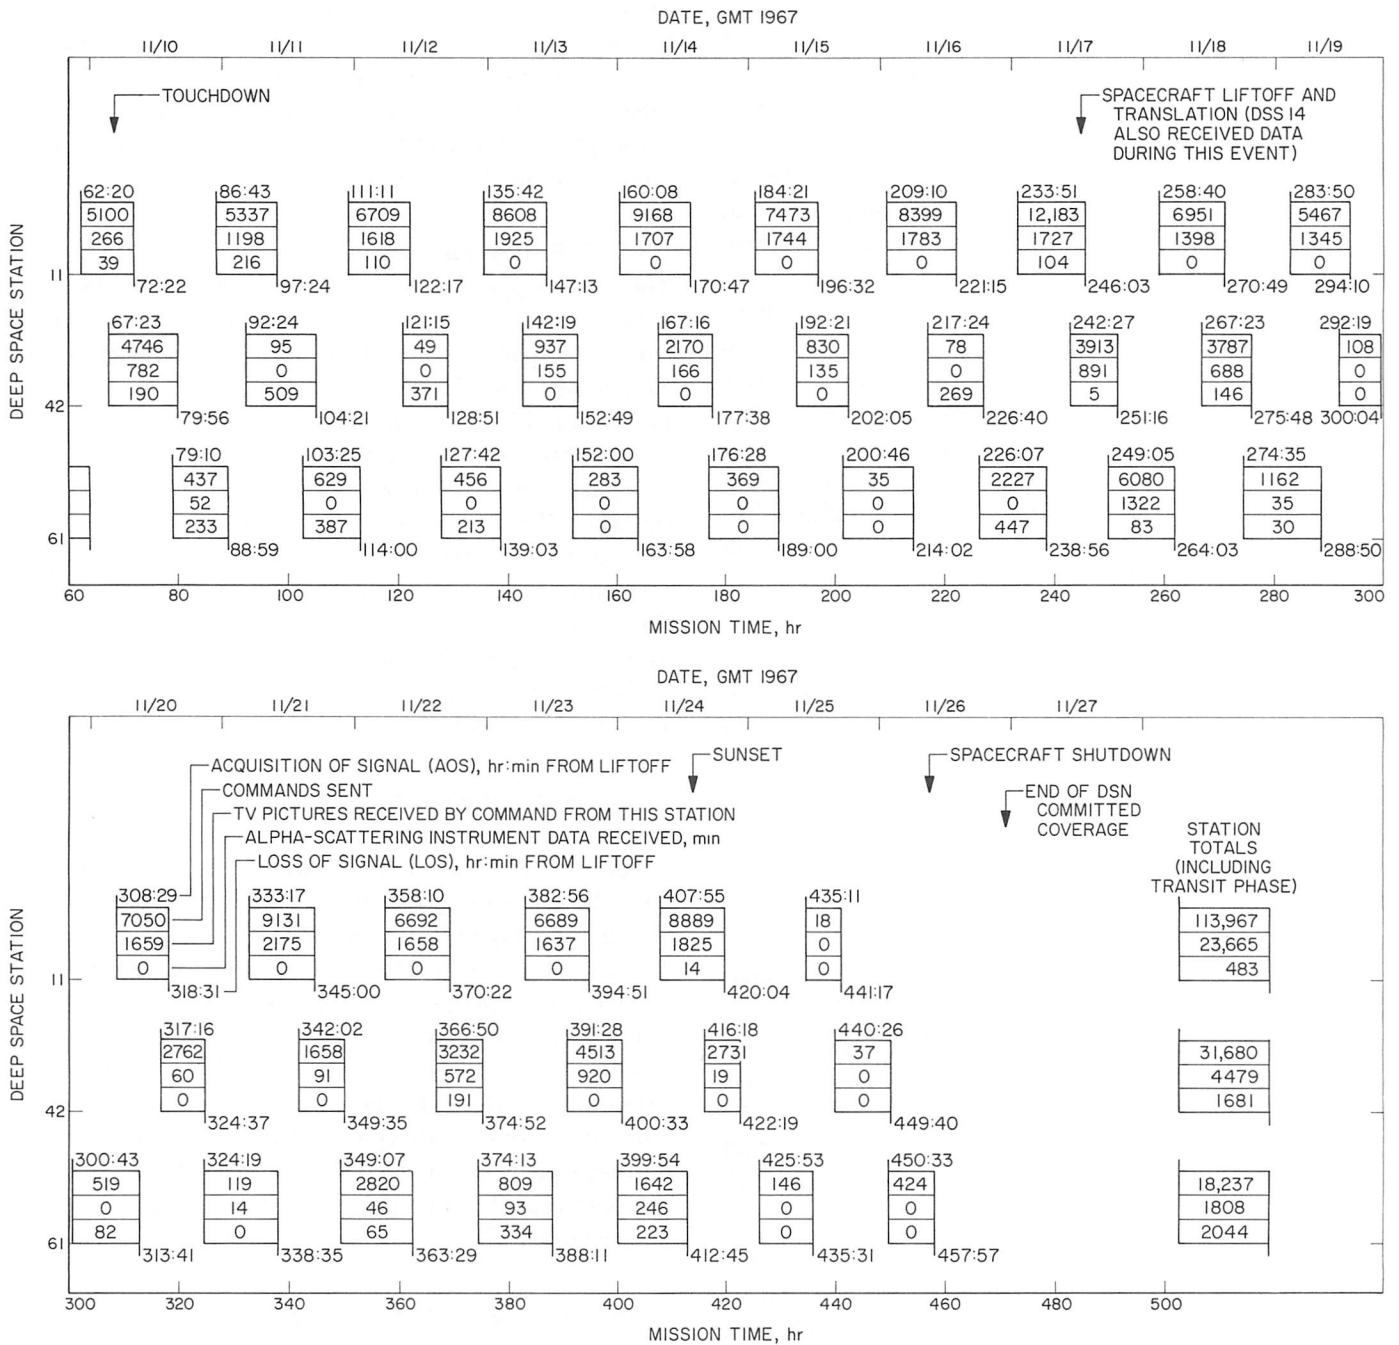 DATE, GMT 1967
11/10 11/11 11/12 11/13 11/14 11/15 11/16 11/17 11/18 11/19
TOUCHDOWN
SPACECRAFT LIFTOFF AND
TRANSLATION (DSS 14
ALSO RECEIVED DATA
DURING THIS EVENT)
DEEP SPACE STATION
62:20 86:43 111:11 135:42 160:08 184:21 209:10 233:51 258:40 283:50
5100 5337 6709 8608 9168 7473 8399 12,183 6951 5467
266 1198 1618 1925 1707 1744 1783 1727 1398 1345
39 216 110 0 0 0 0 104 0 0
11
72:22 97:24 122:17 147:13 170:47 196:32 221:15 246:03 270:49 294:10
67:23 92:24 121:15 142:19 167:16 192:21 217:24 242:27 267:23 292:19
4746 95 49 937 2170 830 78 3913 3787 108
782 0 0 155 166 135 0 891 688 0
190 509 371 0 0 0 269 5 146 0
42
79:56 104:21 128:51 152:49 177:38 202:05 226:40 251:16 275:48 300:04
79:10 103:25 127:42 152:00 176:28 200:46 226:07 249:05 274:35
437 629 456 283 369 35 2227 6080 1162
52 0 0 0 0 0 0 1322 35
233 387 213 0 0 0 447 83 30
61
88:59 114:00 139:03 163:58 189:00 214:02 238:56 264:03 288:50
60 80 100 120 140 160 180 200 220 240 260 280 300
MISSION TIME, hr
DATE, GMT 1967
11/20 11/21 11/22 11/23 11/24 11/25 11/26 11/27
SUNSET
SPACECRAFT SHUTDOWN
ACQUISITION OF SIGNAL (AOS), hr:min FROM LIFTOFF
COMMANDS SENT
TV PICTURES RECEIVED BY COMMAND FROM THIS STATION
ALPHA-SCATTERING INSTRUMENT DATA RECEIVED, min
LOSS OF SIGNAL (LOS), hr:min FROM LIFTOFF
END OF DSN
COMMITTED
COVERAGE
STATION
TOTALS
(INCLUDING
TRANSIT PHASE)
DEEP SPACE STATION
308:29 333:17 358:10 382:56 407:55 435:11
7050 9131 6692 6689 8889 18 113,967
1659 2175 1658 1637 1825 0 23,665
0 0 0 0 14 0 483
11
318:31 345:00 370:22 394:51 420:04 441:17
317:16 342:02 366:50 391:28 416:18 440:26
2762 1658 3232 4513 2731 37 31,680
60 91 572 920 19 0 4479
0 0 191 0 0 0 1681
42
324:37 349:35 374:52 400:33 422:19 449:40
300:43 324:19 349:07 374:13 399:54 425:53 450:33
519 119 2820 809 1642 146 424 18,237
0 14 46 93 246 0 0 1808
82 0 65 334 223 0 0 2044
61
313:41 338:35 363:29 388:11 412:45 435:31 457:57
300 320 340 360 380 400 420 440 460 480 500
MISSION TIME, hr